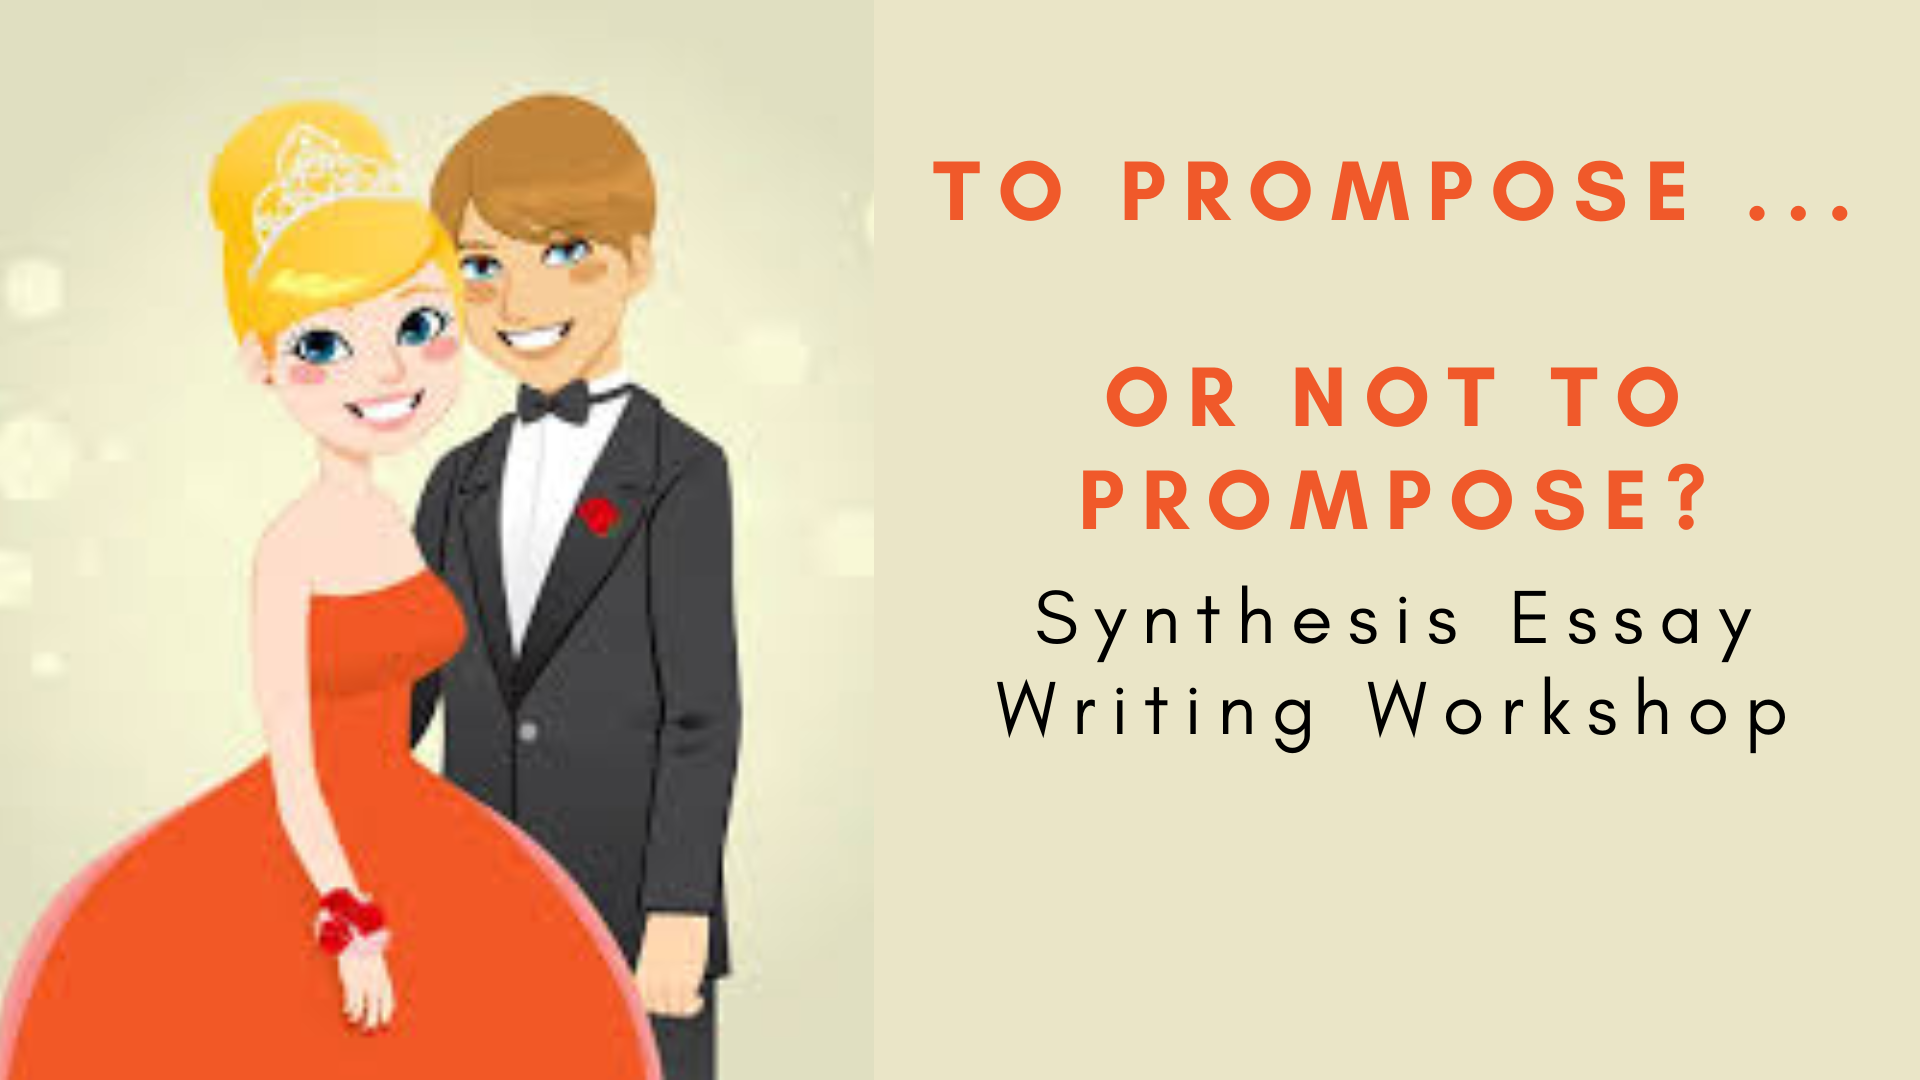 TO PROMPOSE ...
OR NOT TO
PROMPOSE?
Synthesis Essay
Writing Workshop